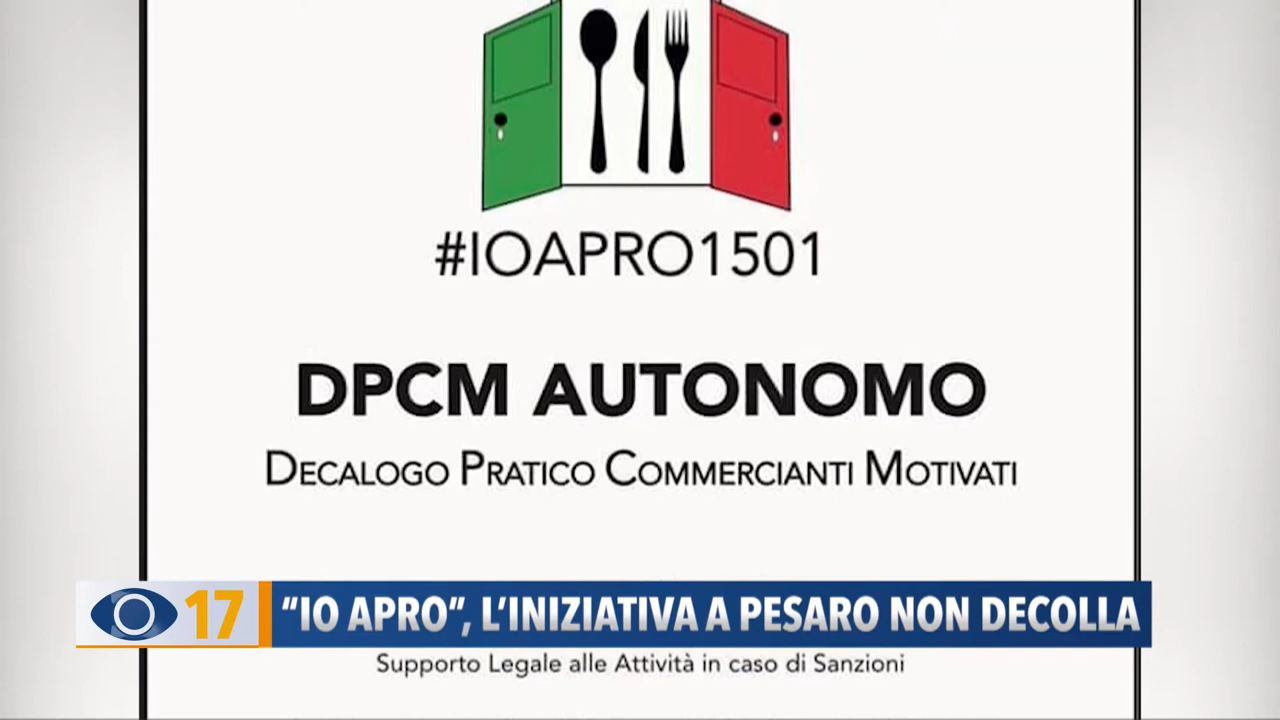 #IOAPRO1501
DPCM AUTONOMO
DECALOGO PRATICO COMMERCIANTI MOTIVATI
17 “IO APRO”, L’INIZIATIVA A PESARO NON DECOLLA
Supporto Legale alle Attività in caso di Sanzioni